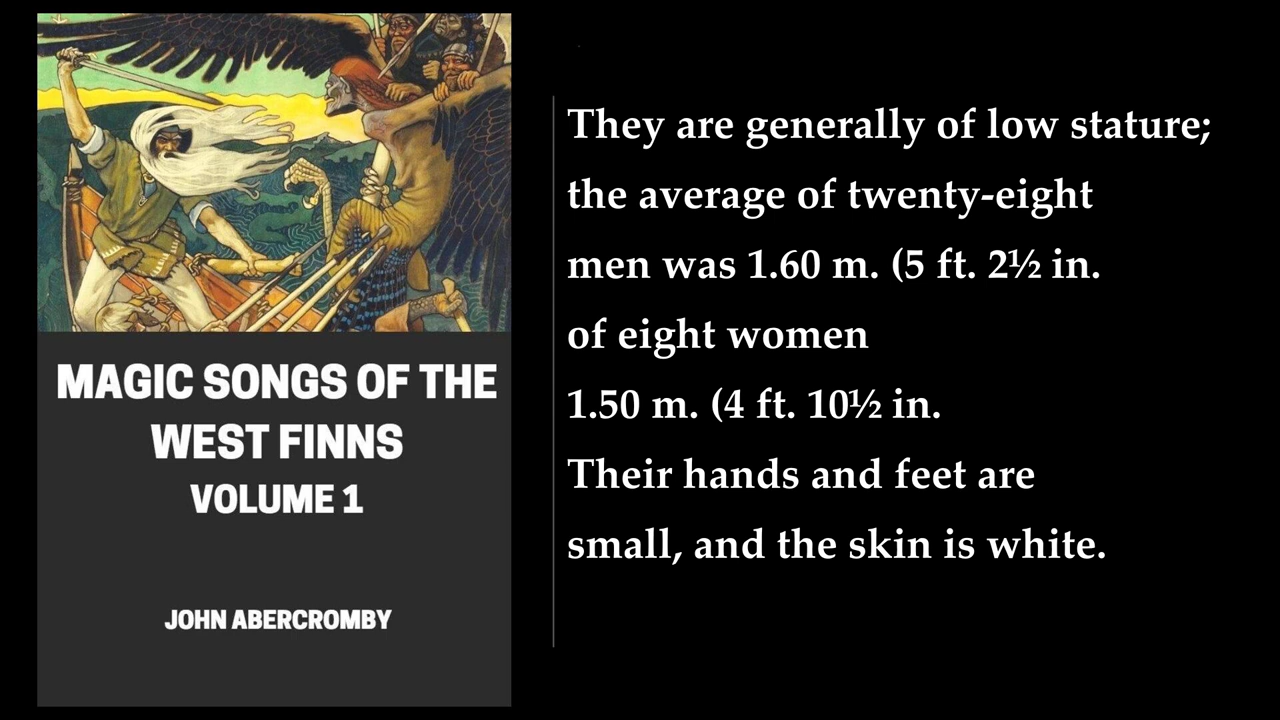 MAGIC SONGS OF THE
WEST FINNS
VOLUME 1
JOHN ABERCROMBY
They are generally of low stature;
the average of twenty-eight
men was 1.60 m. (5 ft. 2½ in.
of eight women
1.50 m. (4 ft. 10½ in.
Their hands and feet are
small, and the skin is white.